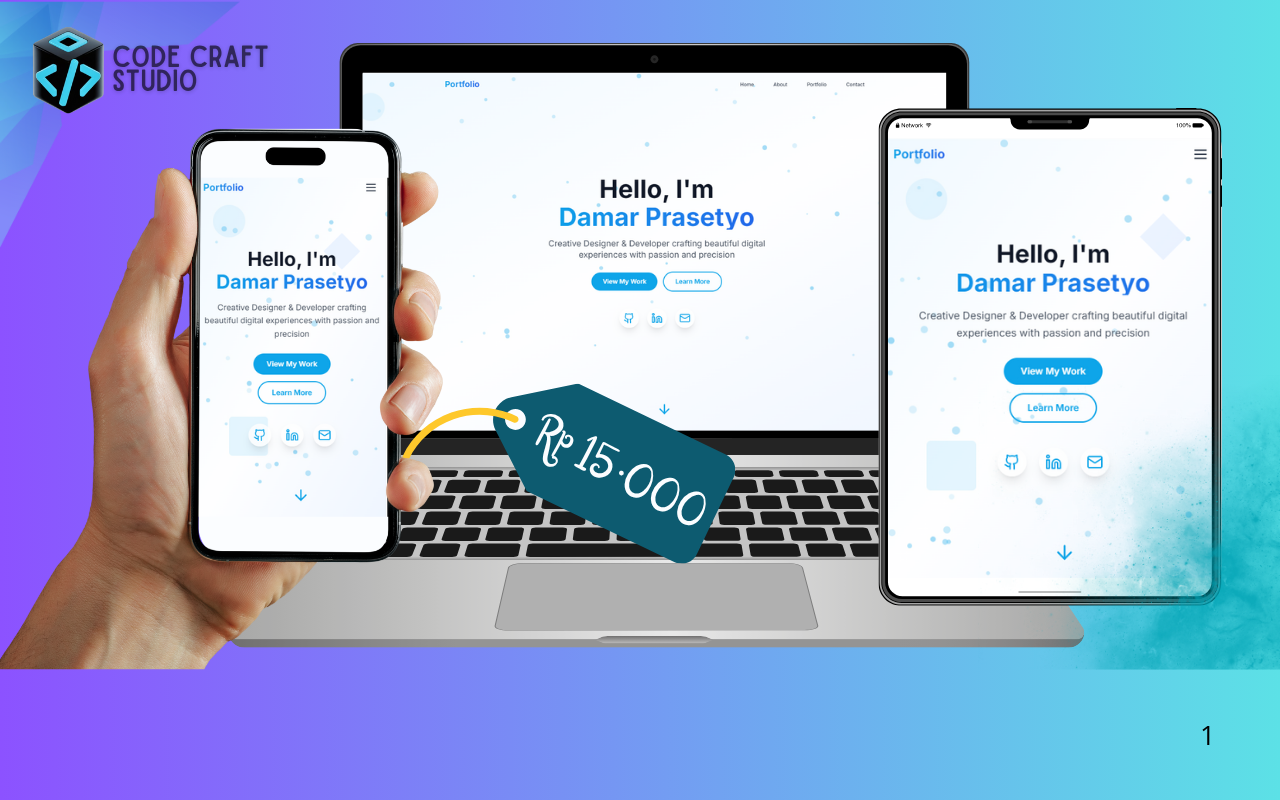 CODE CRAFT
STUDIO
Portfolio
Home
About
Portfolio
Contact
Hello, I'm
Damar Prasetyo
Creative Designer & Developer crafting beautiful digital
experiences with passion and precision
View My Work
Learn More
Portfolio
Hello, I'm
Damar Prasetyo
Creative Designer & Developer crafting
beautiful digital experiences with passion and
precision
View My Work
Learn More
in
Rp 15.000
Network
100%
Portfolio
Hello, I'm
Damar Prasetyo
Creative Designer & Developer crafting beautiful digital
experiences with passion and precision
View My Work
Learn More
in
1